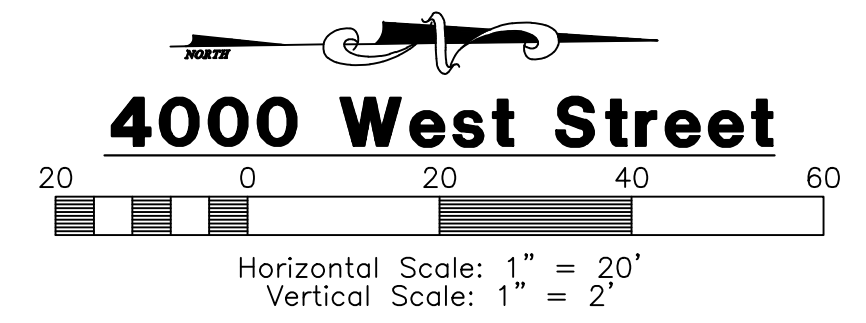 NORTH
4000 West Street
20 0 20 40 60
Horizontal Scale: 1" = 20'
Vertical Scale: 1" = 2'